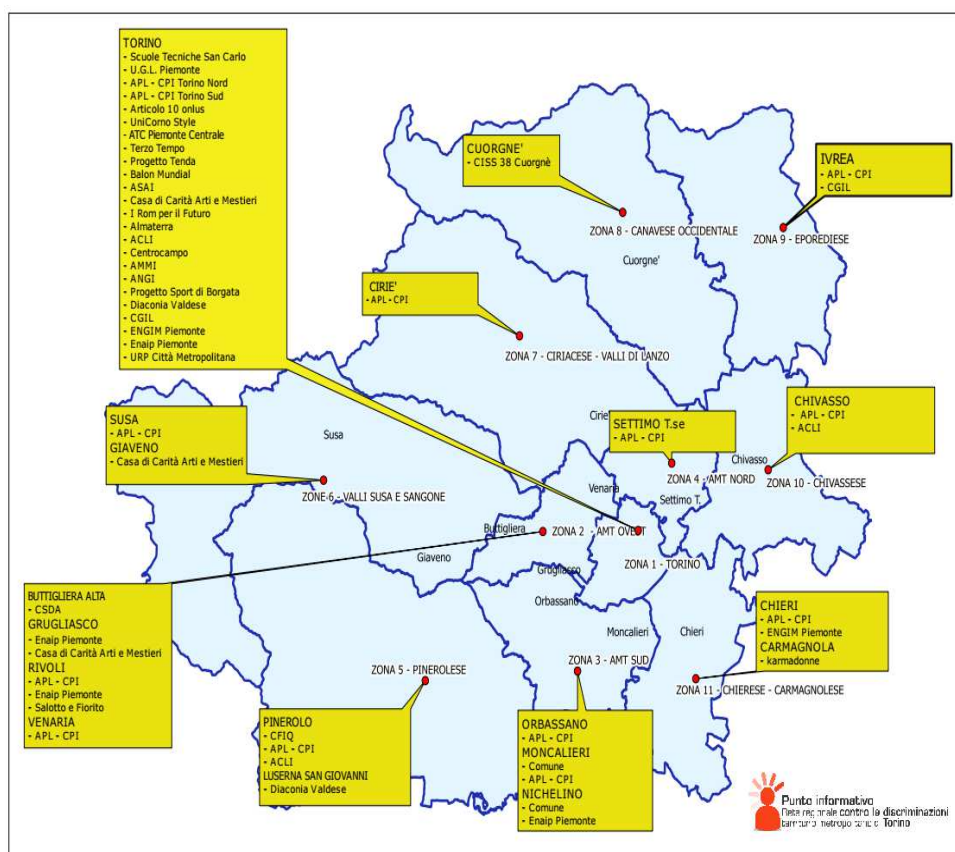 TORINO
- Scuole Tecniche San Carlo
- U.G.L. Piemonte
- APL - CPI Torino Nord
- APL - CPI Torino Sud
- Articolo 10 onlus
- UniCorno Style
- ATC Piemonte Centrale
- Terzo Tempo
- Progetto Tenda
- Balon Mundial
- ASAI
- Casa di Carità Arti e Mestieri
- I Rom per il Futuro
- Almaterra
- ACLI
- Centrocampo
- AMMI
- ANGI
- Progetto Sport di Borgata
- Diaconia Valdese
- CGIL
- ENGIM Piemonte
- Enaip Piemonte
- URP Città Metropolitana
CUORGNE'
- CISS 38 Cuorgnè
IVREA
- APL - CPI
- CGIL
ZONA 8 - CANAVESE OCCIDENTALE
ZONA 9 - EPOREDIESE
Cuorgne'
CIRIE'
- APL - CPI
ZONA 7 - CIRIACESE - VALLI DI LANZO
SUSA
- APL - CPI
GIAVENO
- Casa di Carità Arti e Mestieri
Susa
Cirie'
SETTIMO T.se
- APL - CPI
CHIVASSO
- APL - CPI
- ACLI
Chivasso
ZONA 4 - AMT NORD
ZONA 10 - CHIVASSESE
Venaria
Settimo T.
ZONE 6 - VALLI SUSA E SANGONE
Buttigliera
ZONA 2 - AMT OVEST
Giaveno
Grugliasco
ZONA 1 - TORINO
Orbassano
BUTTIGLIERA ALTA
- CSDA
GRUGLIASCO
- Enaip Piemonte
- Casa di Carità Arti e Mestieri
RIVOLI
- APL - CPI
- Enaip Piemonte
- Salotto e Fiorito
VENARIA
- APL - CPI
Moncalieri
Chieri
CHIERI
- APL - CPI
- ENGIM Piemonte
CARMAGNOLA
- karmadonne
ZONA 5 - PINEROLESE
ZONA 3 - AMT SUD
ZONA 11 - CHIERESE - CARMAGNOLESE
PINEROLO
- CFIQ
- APL - CPI
- ACLI
LUSERNA SAN GIOVANNI
- Diaconia Valdese
ORBASSANO
- APL - CPI
MONCALIERI
- Comune
- APL - CPI
NICHELINO
- Comune
- Enaip Piemonte
Punto informativo
Rete regionale contro le discriminazioni
territorio metropolitano di Torino